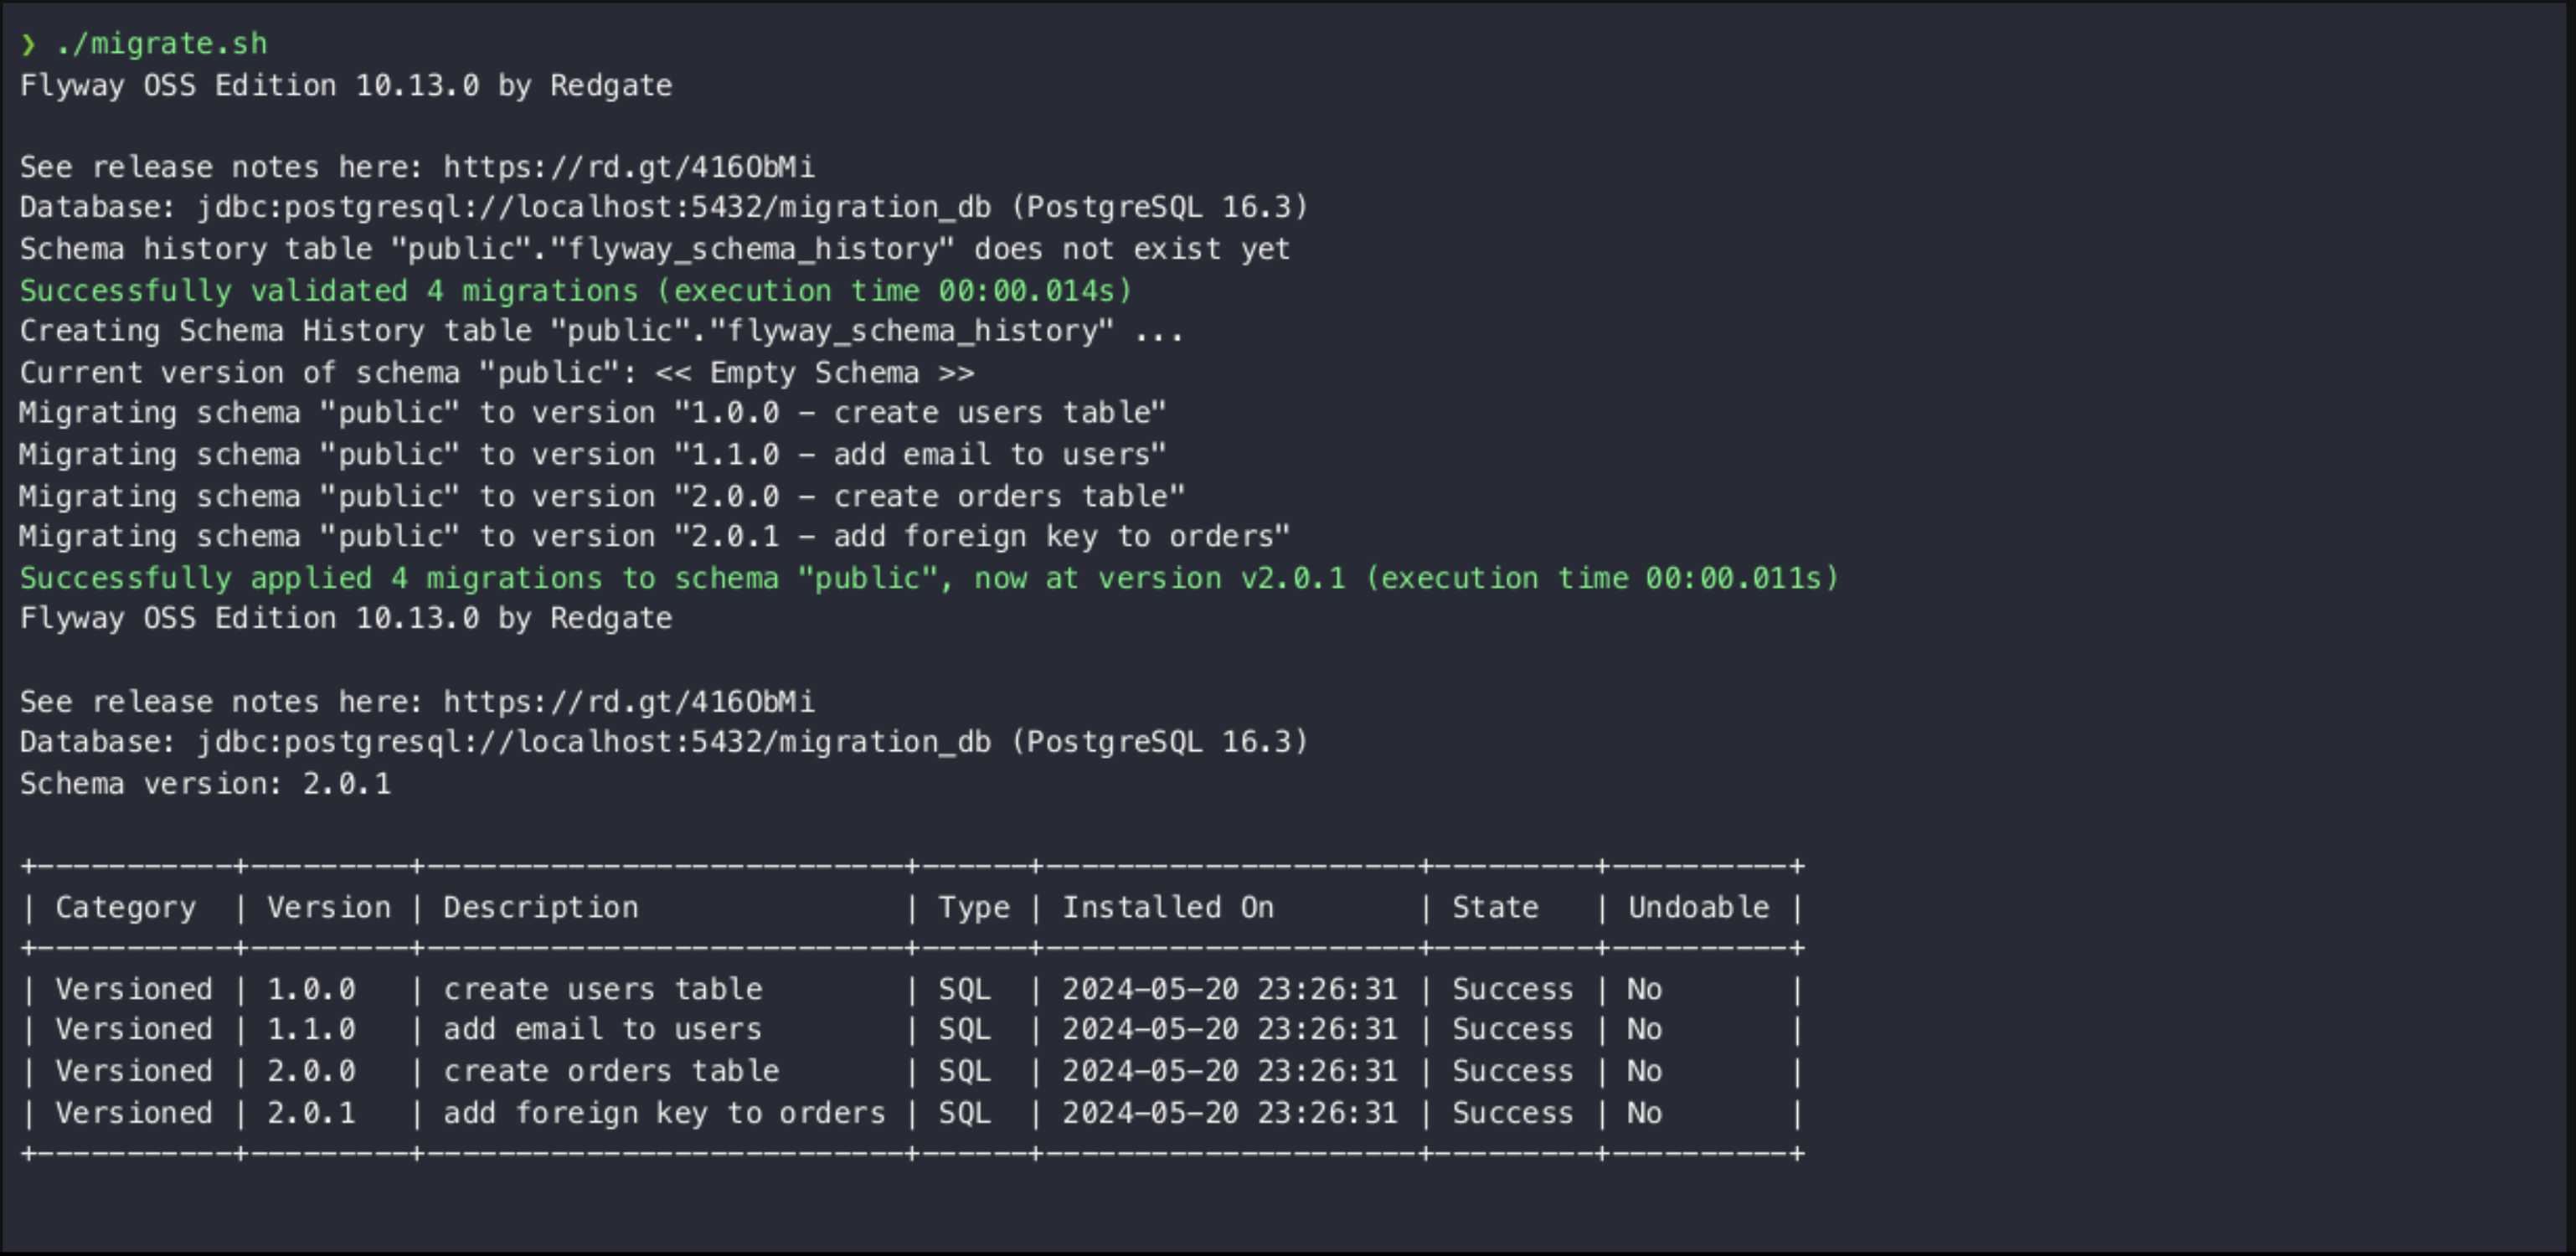 ❯ ./migrate.sh
Flyway OSS Edition 10.13.0 by Redgate

See release notes here: https://rd.gt/416ObMi
Database: jdbc:postgresql://localhost:5432/migration_db (PostgreSQL 16.3)
Schema history table "public"."flyway_schema_history" does not exist yet
Successfully validated 4 migrations (execution time 00:00.014s)
Creating Schema History table "public"."flyway_schema_history" ...
Current version of schema "public": << Empty Schema >>
Migrating schema "public" to version "1.0.0 - create users table"
Migrating schema "public" to version "1.1.0 - add email to users"
Migrating schema "public" to version "2.0.0 - create orders table"
Migrating schema "public" to version "2.0.1 - add foreign key to orders"
Successfully applied 4 migrations to schema "public", now at version v2.0.1 (execution time 00:00.011s)
Flyway OSS Edition 10.13.0 by Redgate

See release notes here: https://rd.gt/416ObMi
Database: jdbc:postgresql://localhost:5432/migration_db (PostgreSQL 16.3)
Schema version: 2.0.1

+-----------+---------+---------------------------+------+---------------------+---------+----------+
| Category  | Version | Description               | Type | Installed On        | State   | Undoable |
+-----------+---------+---------------------------+------+---------------------+---------+----------+
| Versioned | 1.0.0   | create users table        | SQL  | 2024-05-20 23:26:31 | Success | No       |
| Versioned | 1.1.0   | add email to users        | SQL  | 2024-05-20 23:26:31 | Success | No       |
| Versioned | 2.0.0   | create orders table       | SQL  | 2024-05-20 23:26:31 | Success | No       |
| Versioned | 2.0.1   | add foreign key to orders | SQL  | 2024-05-20 23:26:31 | Success | No       |
+-----------+---------+---------------------------+------+---------------------+---------+----------+